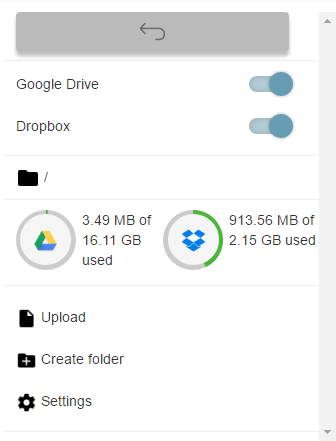 Google Drive
Dropbox
/
3.49 MB of
16.11 GB
used
913.56 MB of
2.15 GB used
Upload
Create folder
Settings